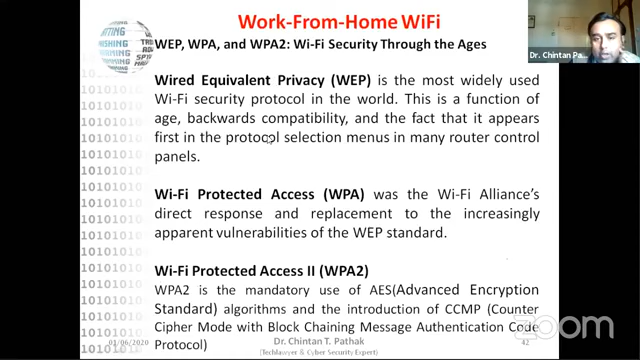 Work-From-Home WiFi
WEP, WPA, and WPA2: Wi-Fi Security Through the Ages
Wired Equivalent Privacy (WEP) is the most widely used
Wi-Fi security protocol in the world. This is a function of
age, backwards compatibility, and the fact that it appears
first in the protocol selection menus in many router control
panels.
Wi-Fi Protected Access (WPA) was the Wi-Fi Alliance's
direct response and replacement to the increasingly
apparent vulnerabilities of the WEP standard.
Wi-Fi Protected Access II (WPA2)
WPA2 is the mandatory use of AES(Advanced Encryption
Standard) algorithms and the introduction of CCMP (Counter
Cipher Mode with Block Chaining Message Authentication Code
Protocol)
01/06/2020
Dr. Chintan T. Pathak
(Techlawyer & Cyber Security Expert)
42
zoom
Dr. Chintan Pa...